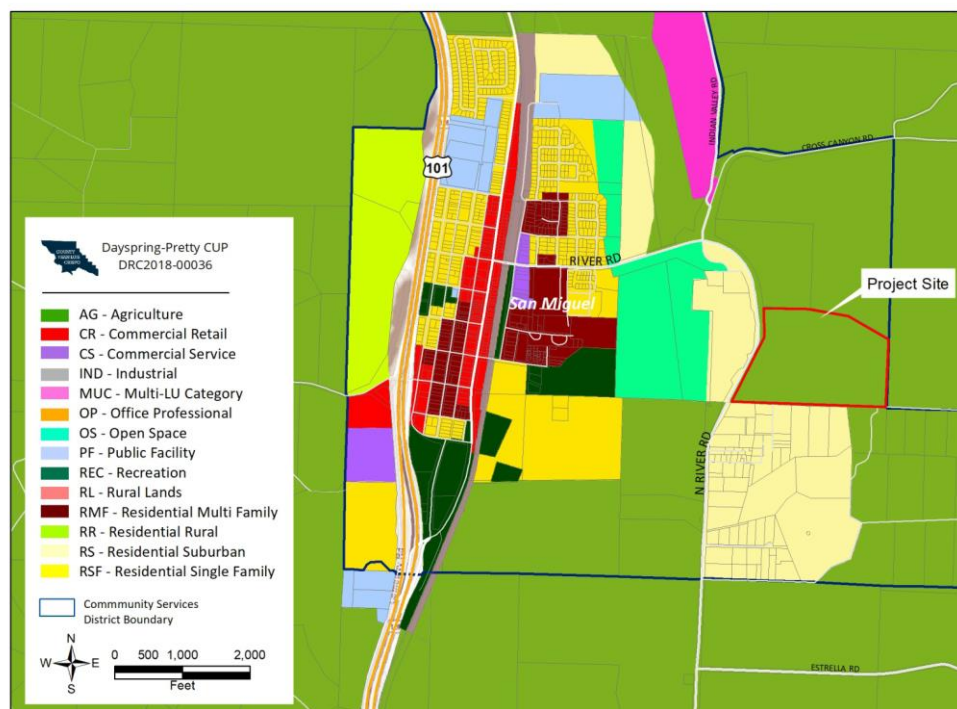 INDIAN VALLEY RD
CROSS CANYON RD
101
RIVER RD
Project Site
San Miguel
N RIVER RD
ESTRELLA RD
Dayspring-Pretty CUP
DRC2018-00036
AG - Agriculture
CR - Commercial Retail
CS - Commercial Service
IND - Industrial
MUC - Multi-LU Category
OP - Office Professional
OS - Open Space
PF - Public Facility
REC - Recreation
RL - Rural Lands
RMF - Residential Multi Family
RR - Residential Rural
RS - Residential Suburban
RSF - Residential Single Family
Commmunity Services
District Boundary
N
W E
S
0 500 1,000 2,000
Feet